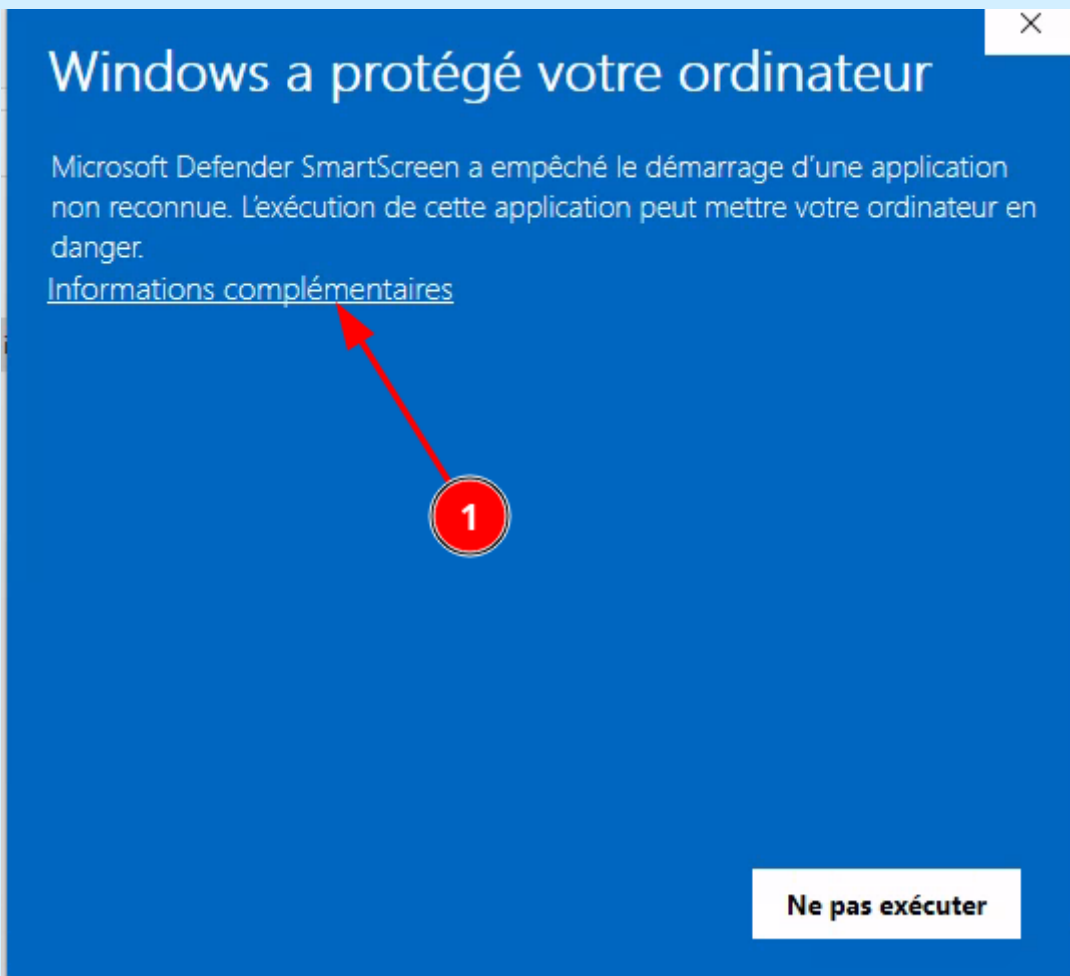 Windows a protégé votre ordinateur
Microsoft Defender SmartScreen a empêché le démarrage d'une application
non reconnue. L'exécution de cette application peut mettre votre ordinateur en
danger.
Informations complémentaires
1
Ne pas exécuter